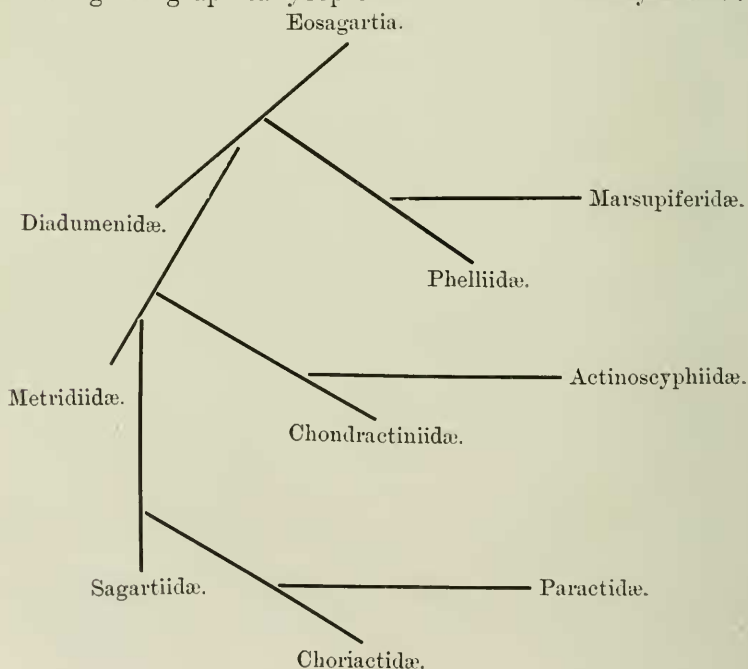 Eosagartia.
Marsupiferidæ.
Diadumenidæ.
Phelliidæ.
Actinoscyphiidæ.
Metridiidæ.
Chondractiniidæ.
Sagartiidæ.
Paractidæ.
Choriactidæ.